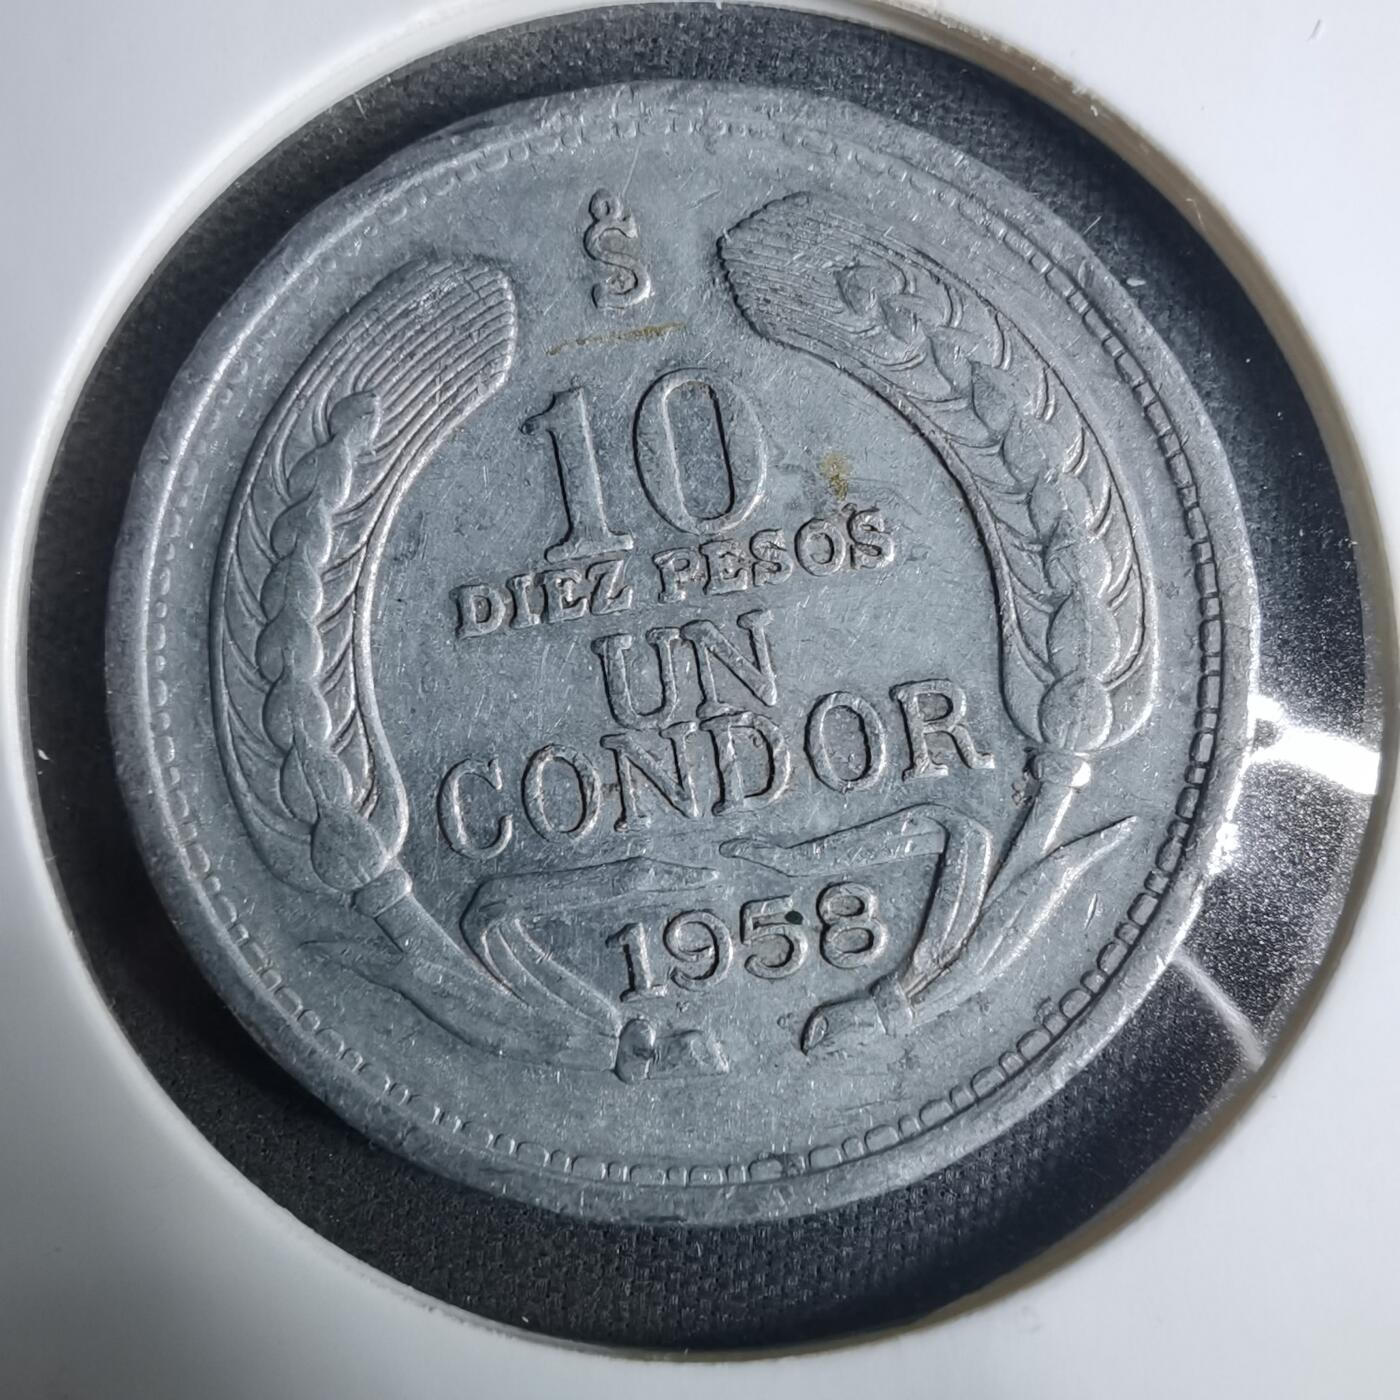 S̊
10
DIEZ PESOS
UN
CONDOR
1958